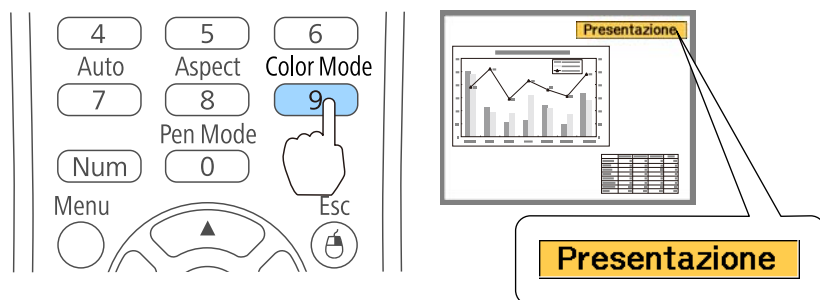 4 5 6
Auto Aspect Color Mode
7 8 9
Pen Mode
Num 0
Menu Esc
Presentazione
Presentazione